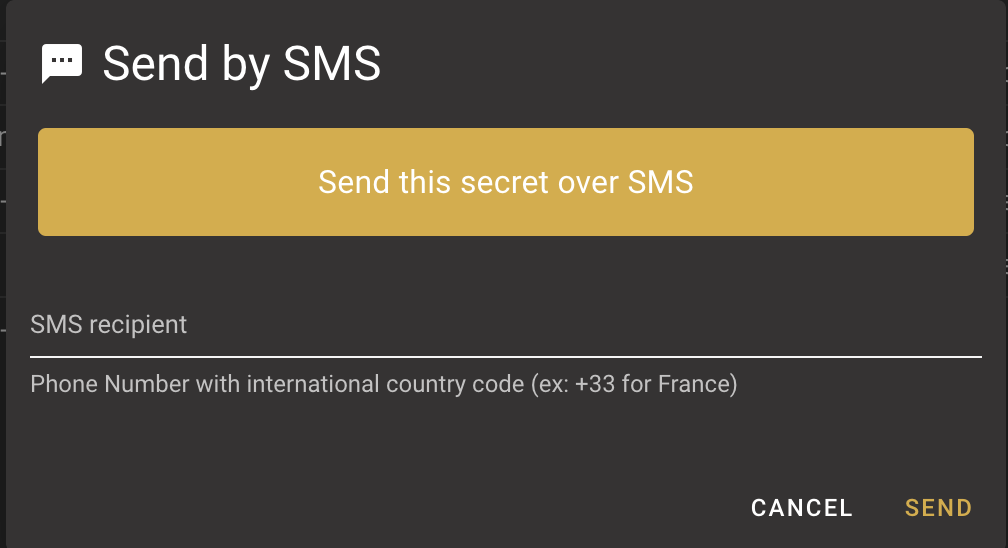 Send by SMS
Send this secret over SMS
SMS recipient
Phone Number with international country code (ex: +33 for France)
CANCEL SEND